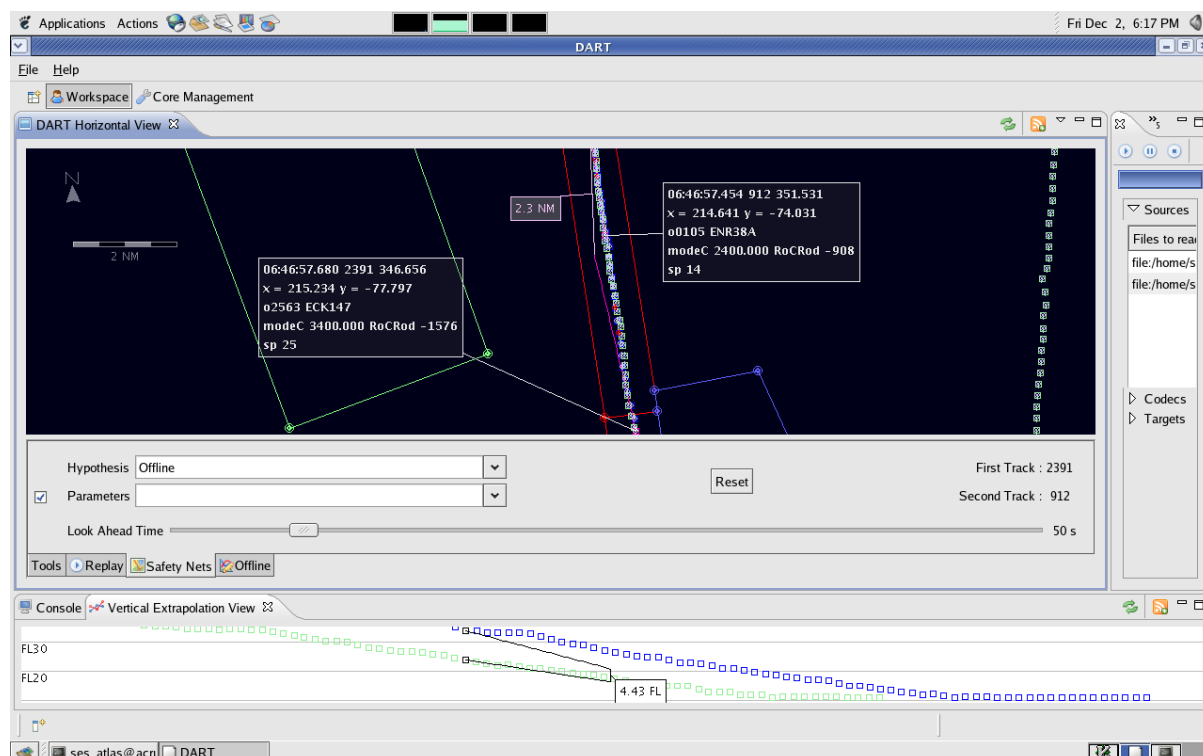 Applications Actions Fri Dec 2, 6:17 PM
DART
File Help
Workspace Core Management
DART Horizontal View
5
N
2 NM
2.3 NM
06:46:57.454 912 351.531
x = 214.641 y = -74.031
o0105 ENR38A
modeC 2400.000 RoCRod -908
sp 14
06:46:57.680 2391 346.656
x = 215.234 y = -77.797
o2563 ECK147
modeC 3400.000 RoCRod -1576
sp 25
Sources
Files to rea
file:/home/s
file:/home/s
Codecs
Targets
Hypothesis Offline
Parameters
Look Ahead Time 50 s
Reset
First Track : 2391
Second Track : 912
Tools Replay Safety Nets Offline
Console Vertical Extrapolation View
FL30
FL20
4.43 FL
ses_atlas@acri DART